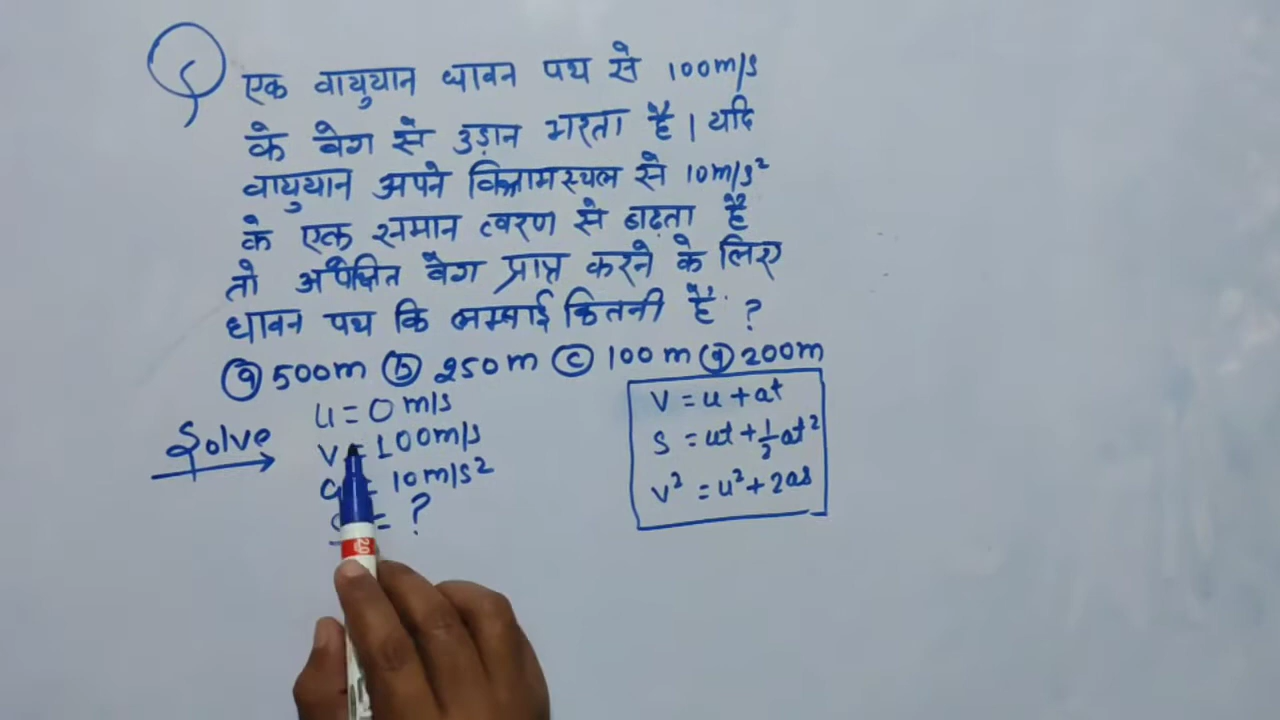 Q एक वायुयान धावन पथ से 100m/s
के वेग से उड़ान भरता है। यदि
वायुयान अपने विश्रामस्थल से 10m/s²
के एक समान त्वरण से बढ़ता है
तो अपेक्षित वेग प्राप्त करने के लिए
धावन पथ कि लम्बाई कितनी है ?
ⓐ 500m ⓑ 250m ⓒ 100m ⓓ 200m
Solve
u = 0 m/s
v = 100m/s
a = 10m/s²
= ?
v = u + at
s = ut + ½at²
v² = u² + 2as